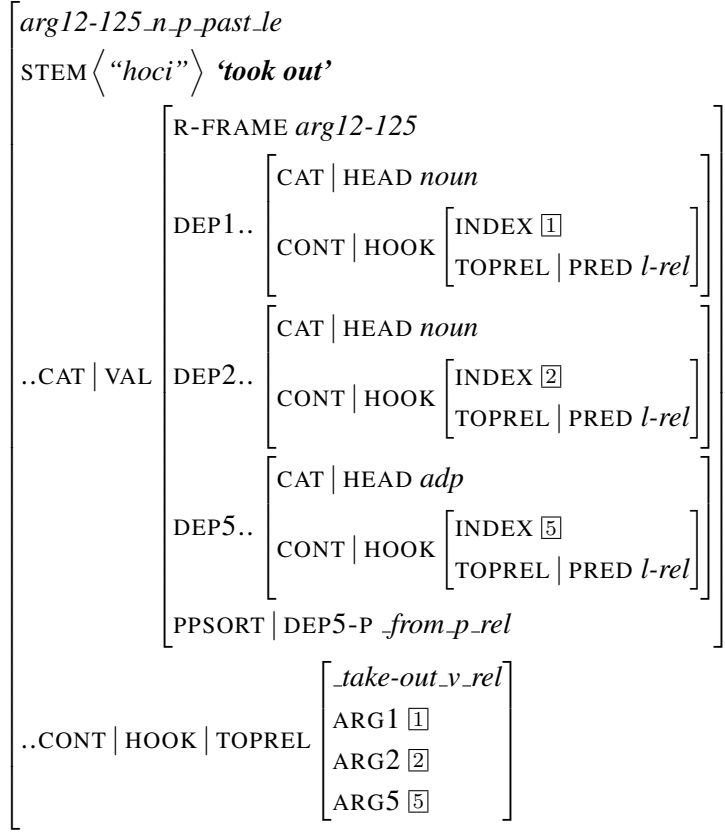 arg12-125_n_p_past_le
STEM ⟨“hoci”⟩ ‘took out’
R-FRAME arg12-125
CAT | HEAD noun
DEP1..
CONT | HOOK
INDEX 1
TOPREL | PRED l-rel
CAT | HEAD noun
..CAT | VAL
DEP2..
CONT | HOOK
INDEX 2
TOPREL | PRED l-rel
CAT | HEAD adp
DEP5..
CONT | HOOK
INDEX 5
TOPREL | PRED l-rel
PPSORT | DEP5-P _from_p_rel
_take-out_v_rel
..CONT | HOOK | TOPREL
ARG1 1
ARG2 2
ARG5 5